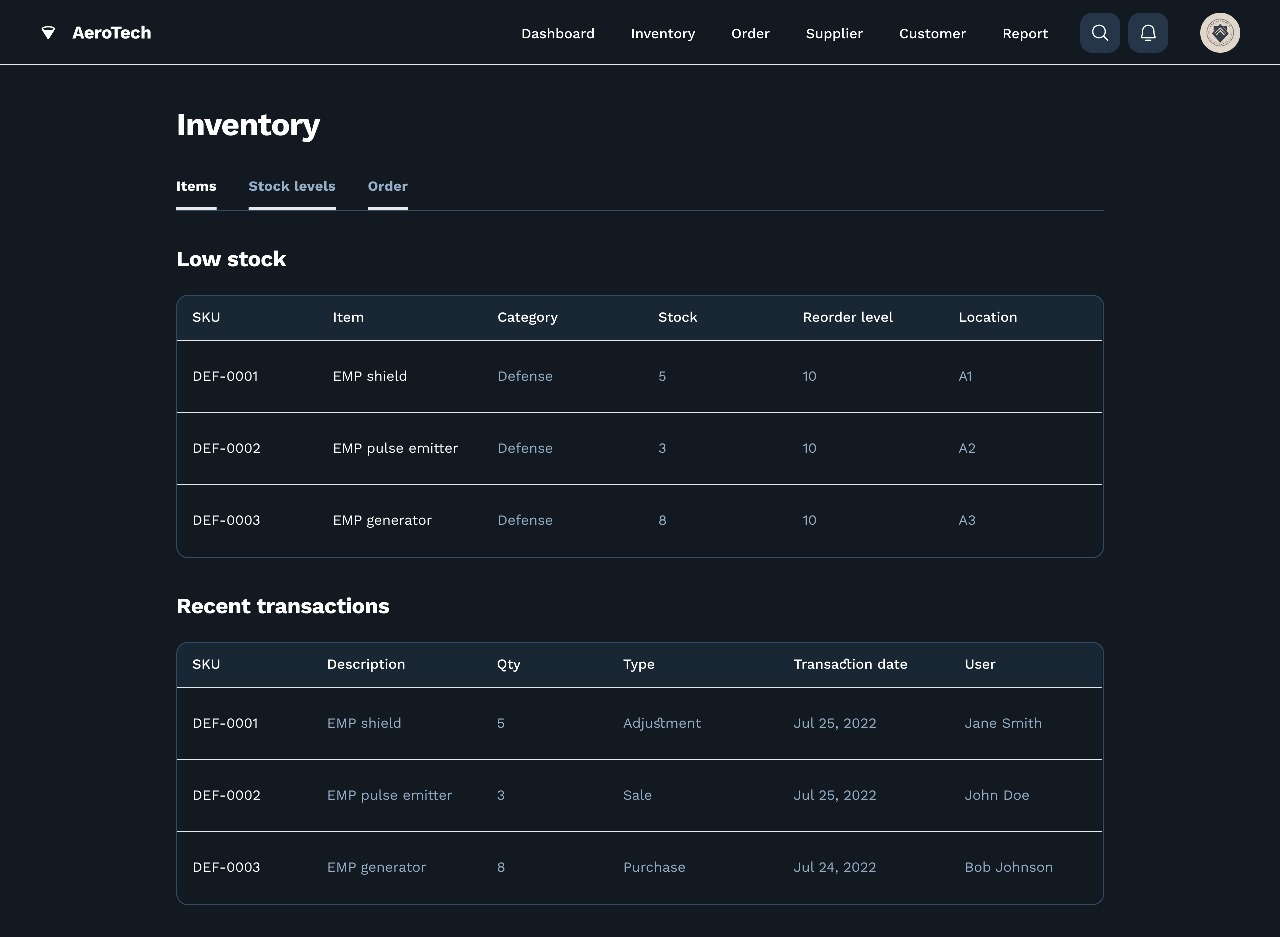 AeroTech Dashboard Inventory Order Supplier Customer Report
Inventory
Items Stock levels Order
Low stock
SKU Item Category Stock Reorder level Location
DEF-0001 EMP shield Defense 5 10 A1
DEF-0002 EMP pulse emitter Defense 3 10 A2
DEF-0003 EMP generator Defense 8 10 A3
Recent transactions
SKU Description Qty Type Transaction date User
DEF-0001 EMP shield 5 Adjustment Jul 25, 2022 Jane Smith
DEF-0002 EMP pulse emitter 3 Sale Jul 25, 2022 John Doe
DEF-0003 EMP generator 8 Purchase Jul 24, 2022 Bob Johnson